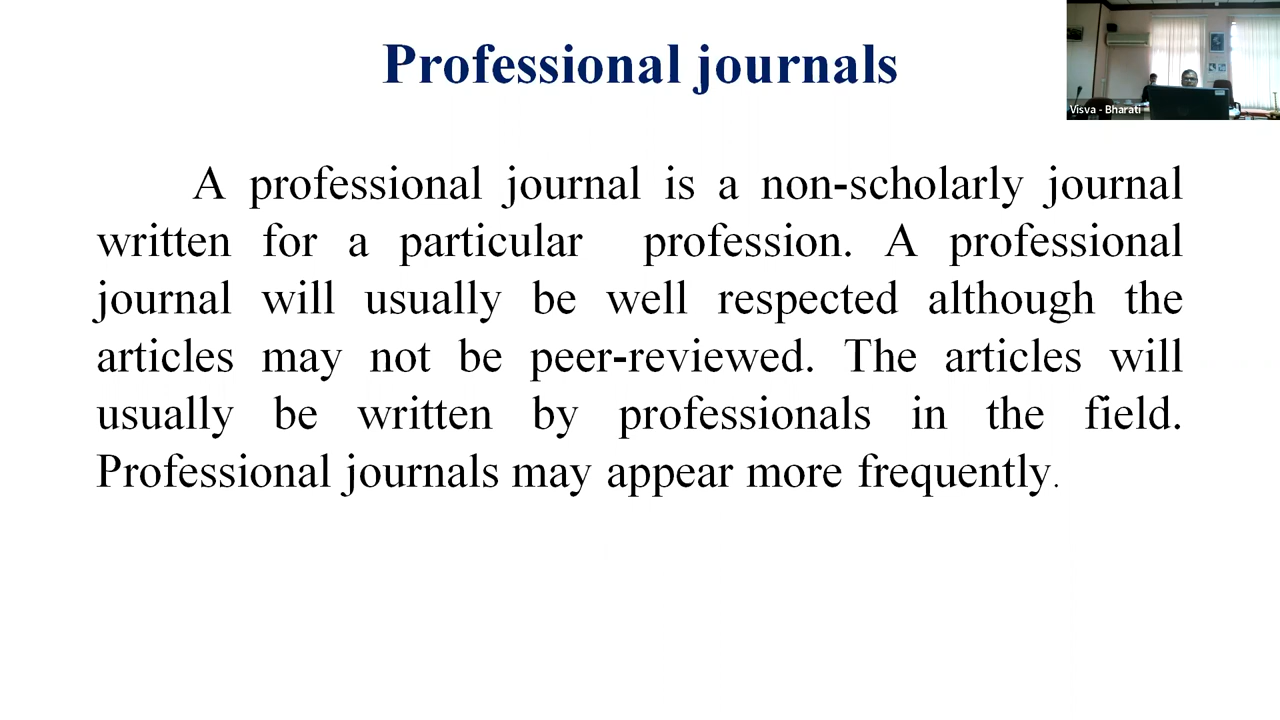 Professional journals
Visva - Bharati
A professional journal is a non-scholarly journal
written for a particular profession. A professional
journal will usually be well respected although the
articles may not be peer-reviewed. The articles will
usually be written by professionals in the field.
Professional journals may appear more frequently.